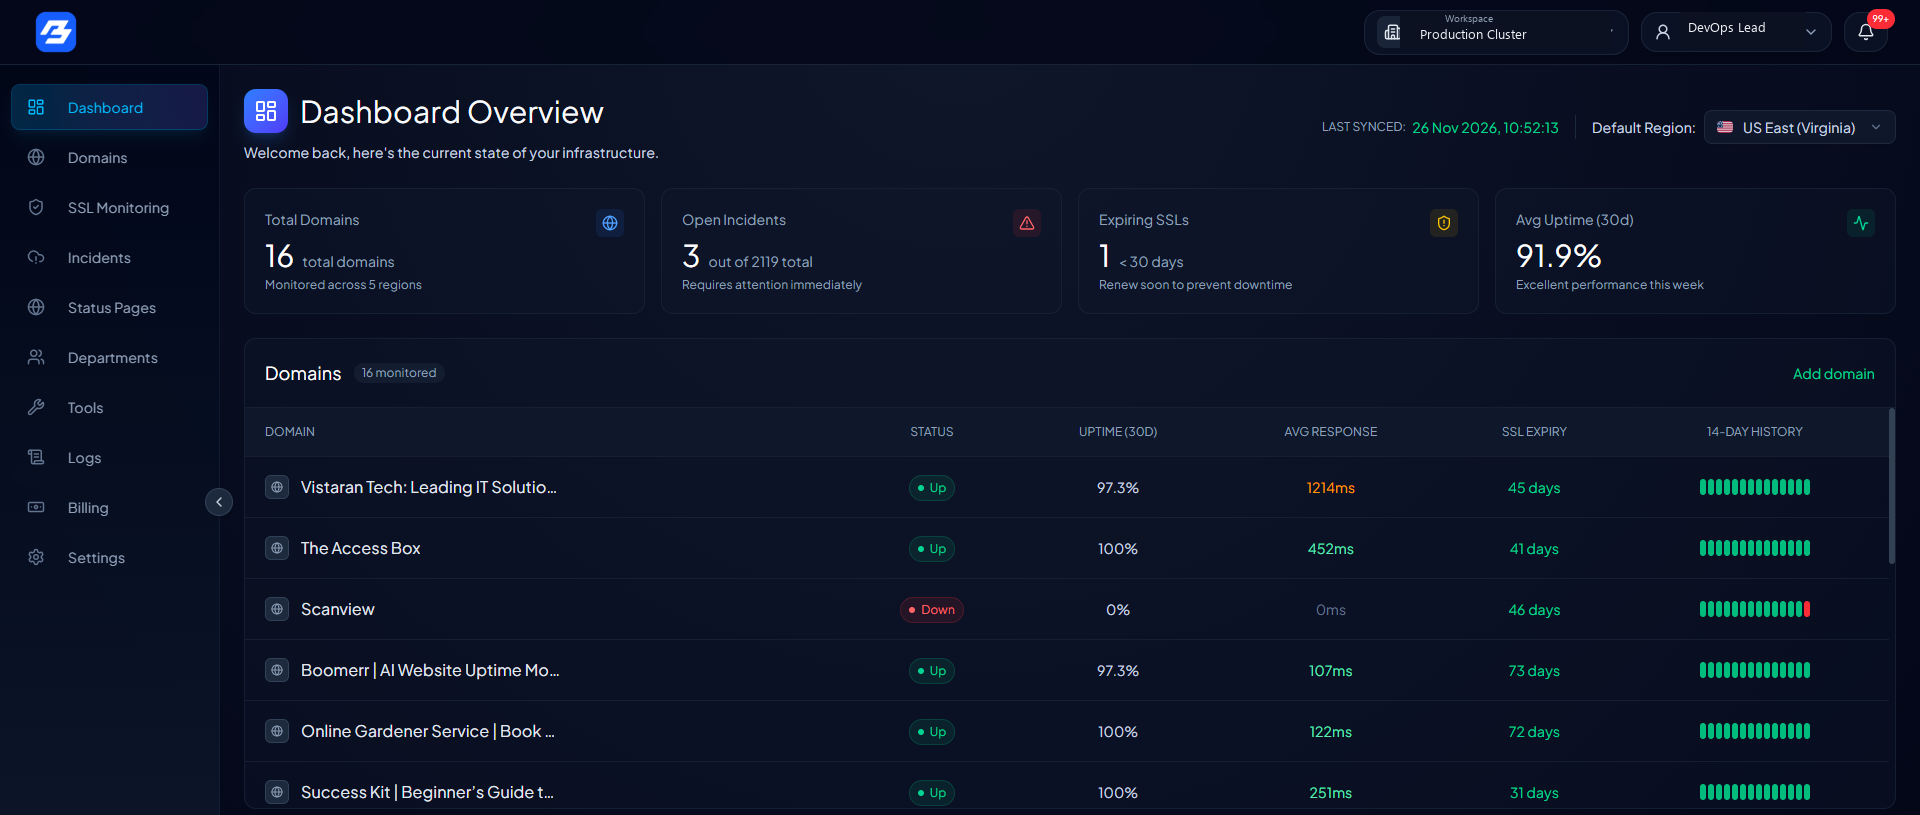 Workspace
Production Cluster
DevOps Lead
99+
Dashboard
Domains
SSL Monitoring
Incidents
Status Pages
Departments
Tools
Logs
Billing
Settings
Dashboard Overview
Welcome back, here's the current state of your infrastructure.
LAST SYNCED: 26 Nov 2026, 10:52:13
Default Region: US East (Virginia)
Total Domains
16 total domains
Monitored across 5 regions
Open Incidents
3 out of 2119 total
Requires attention immediately
Expiring SSLs
1 < 30 days
Renew soon to prevent downtime
Avg Uptime (30d)
91.9%
Excellent performance this week
Domains 16 monitored
Add domain
DOMAIN STATUS UPTIME (30D) AVG RESPONSE SSL EXPIRY 14-DAY HISTORY
Vistaran Tech: Leading IT Solutio... Up 97.3% 1214ms 45 days
The Access Box Up 100% 452ms 41 days
Scanview Down 0% 0ms 46 days
Boomerr | AI Website Uptime Mo... Up 97.3% 107ms 73 days
Online Gardener Service | Book ... Up 100% 122ms 72 days
Success Kit | Beginner's Guide t... Up 100% 251ms 31 days